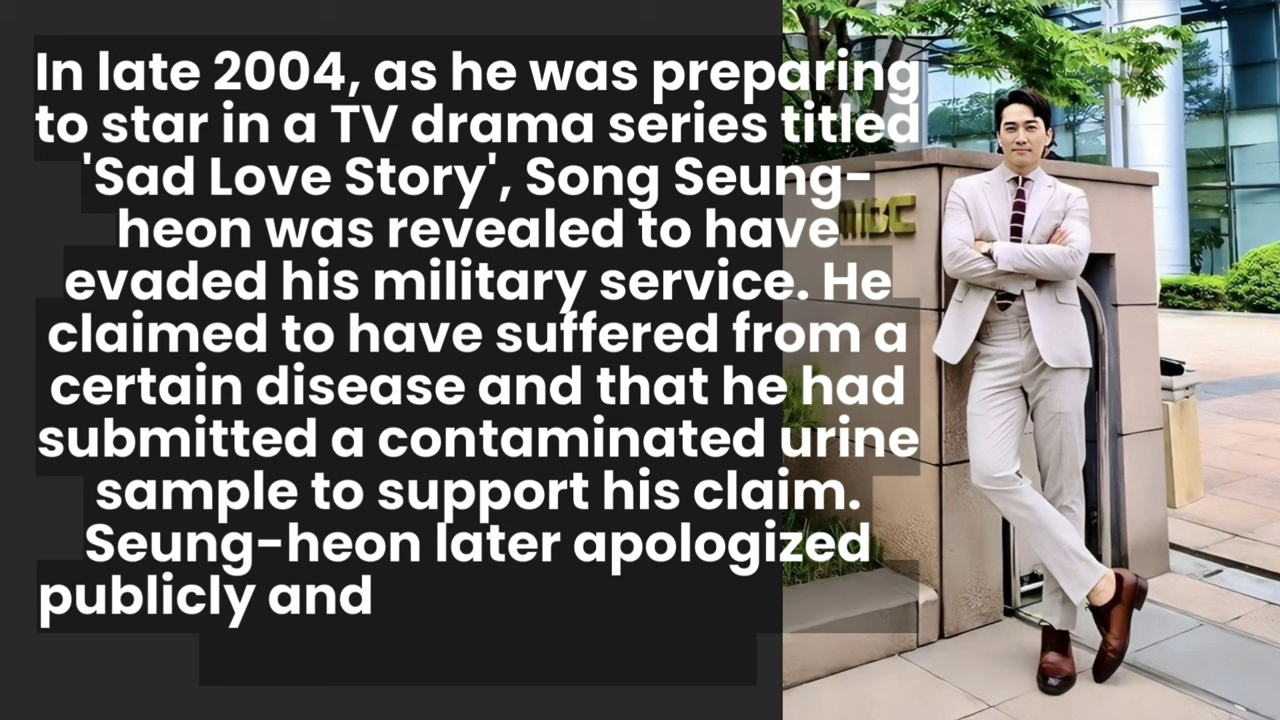 In late 2004, as he was preparing
to star in a TV drama series titled
'Sad Love Story', Song Seung-
heon was revealed to have
evaded his military service. He
claimed to have suffered from a
certain disease and that he had
submitted a contaminated urine
sample to support his claim.
Seung-heon later apologized
publicly and
MBC